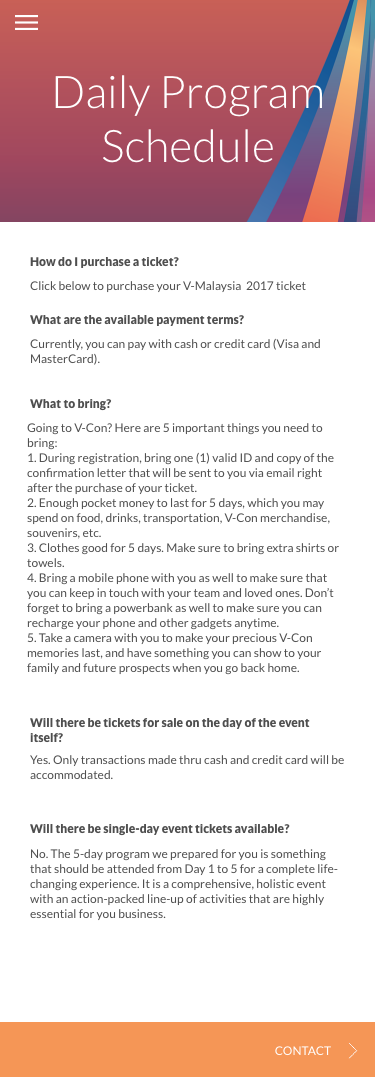 Daily Program
Schedule
How do I purchase a ticket?
Click below to purchase your V-Malaysia  2017 ticket
What are the available payment terms?
Currently, you can pay with cash or credit card (Visa and
MasterCard).
What to bring?
Going to V-Con? Here are 5 important things you need to
bring:
1. During registration, bring one (1) valid ID and copy of the
confirmation letter that will be sent to you via email right
after the purchase of your ticket.
2. Enough pocket money to last for 5 days, which you may
spend on food, drinks, transportation, V-Con merchandise,
souvenirs, etc.
3. Clothes good for 5 days. Make sure to bring extra shirts or
towels.
4. Bring a mobile phone with you as well to make sure that
you can keep in touch with your team and loved ones. Don't
forget to bring a powerbank as well to make sure you can
recharge your phone and other gadgets anytime.
5. Take a camera with you to make your precious V-Con
memories last, and have something you can show to your
family and future prospects when you go back home.
Will there be tickets for sale on the day of the event
itself?
Yes. Only transactions made thru cash and credit card will be
accommodated.
Will there be single-day event tickets available?
No. The 5-day program we prepared for you is something
that should be attended from Day 1 to 5 for a complete life-
changing experience. It is a comprehensive, holistic event
with an action-packed line-up of activities that are highly
essential for you business.
CONTACT